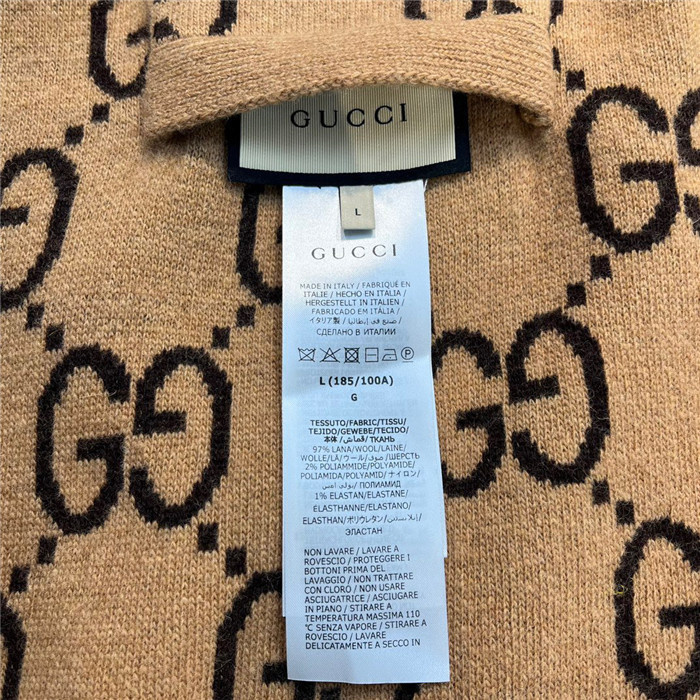 GUCCI
L
GUCCI
MADE IN ITALY / FABRIQUÉ EN
ITALIE / HECHO EN ITALIEN /
HERGESTELLT IN ITALIEN /
FABRICADO EM ITÁLIA /
イタリア製 / صنع في إيطاليا /
СДЕЛАНО В ИТАЛИИ
L (185/100A)
G
TESSUTO/FABRIC/TISSU/
TEJIDO/GEWEBE/TECIDO/
本体/قماش/ТКАНЬ
97% LANA/WOOL/LAINE/
WOLLE/LÃ/ウール/صوف/ШЕРСТЬ
2% POLIAMMIDE/POLYAMIDE/
POLIAMIDA/POLYAMID/ナイロン/
بولي أمس/ПОЛИАМИД
1% ELASTAN/ELASTANE/
ELASTHANNE/ELASTANO/
ELASTHAN/ポリウレタン/إيلاستين/
ЭЛАСТАН
NON LAVARE / LAVARE A
ROVESCIO / PROTEGGERE I
BOTTONI PRIMA DEL
LAVAGGIO / NON TRATTARE
CON CLORO / NON USARE
ASCIUGATRICE / ASCIUGARE
IN PIANO / STIRARE A
TEMPERATURA MASSIMA 110
°C SENZA VAPORE / STIRARE A
ROVESCIO / LAVARE
DELICATAMENTE A SECCO IN